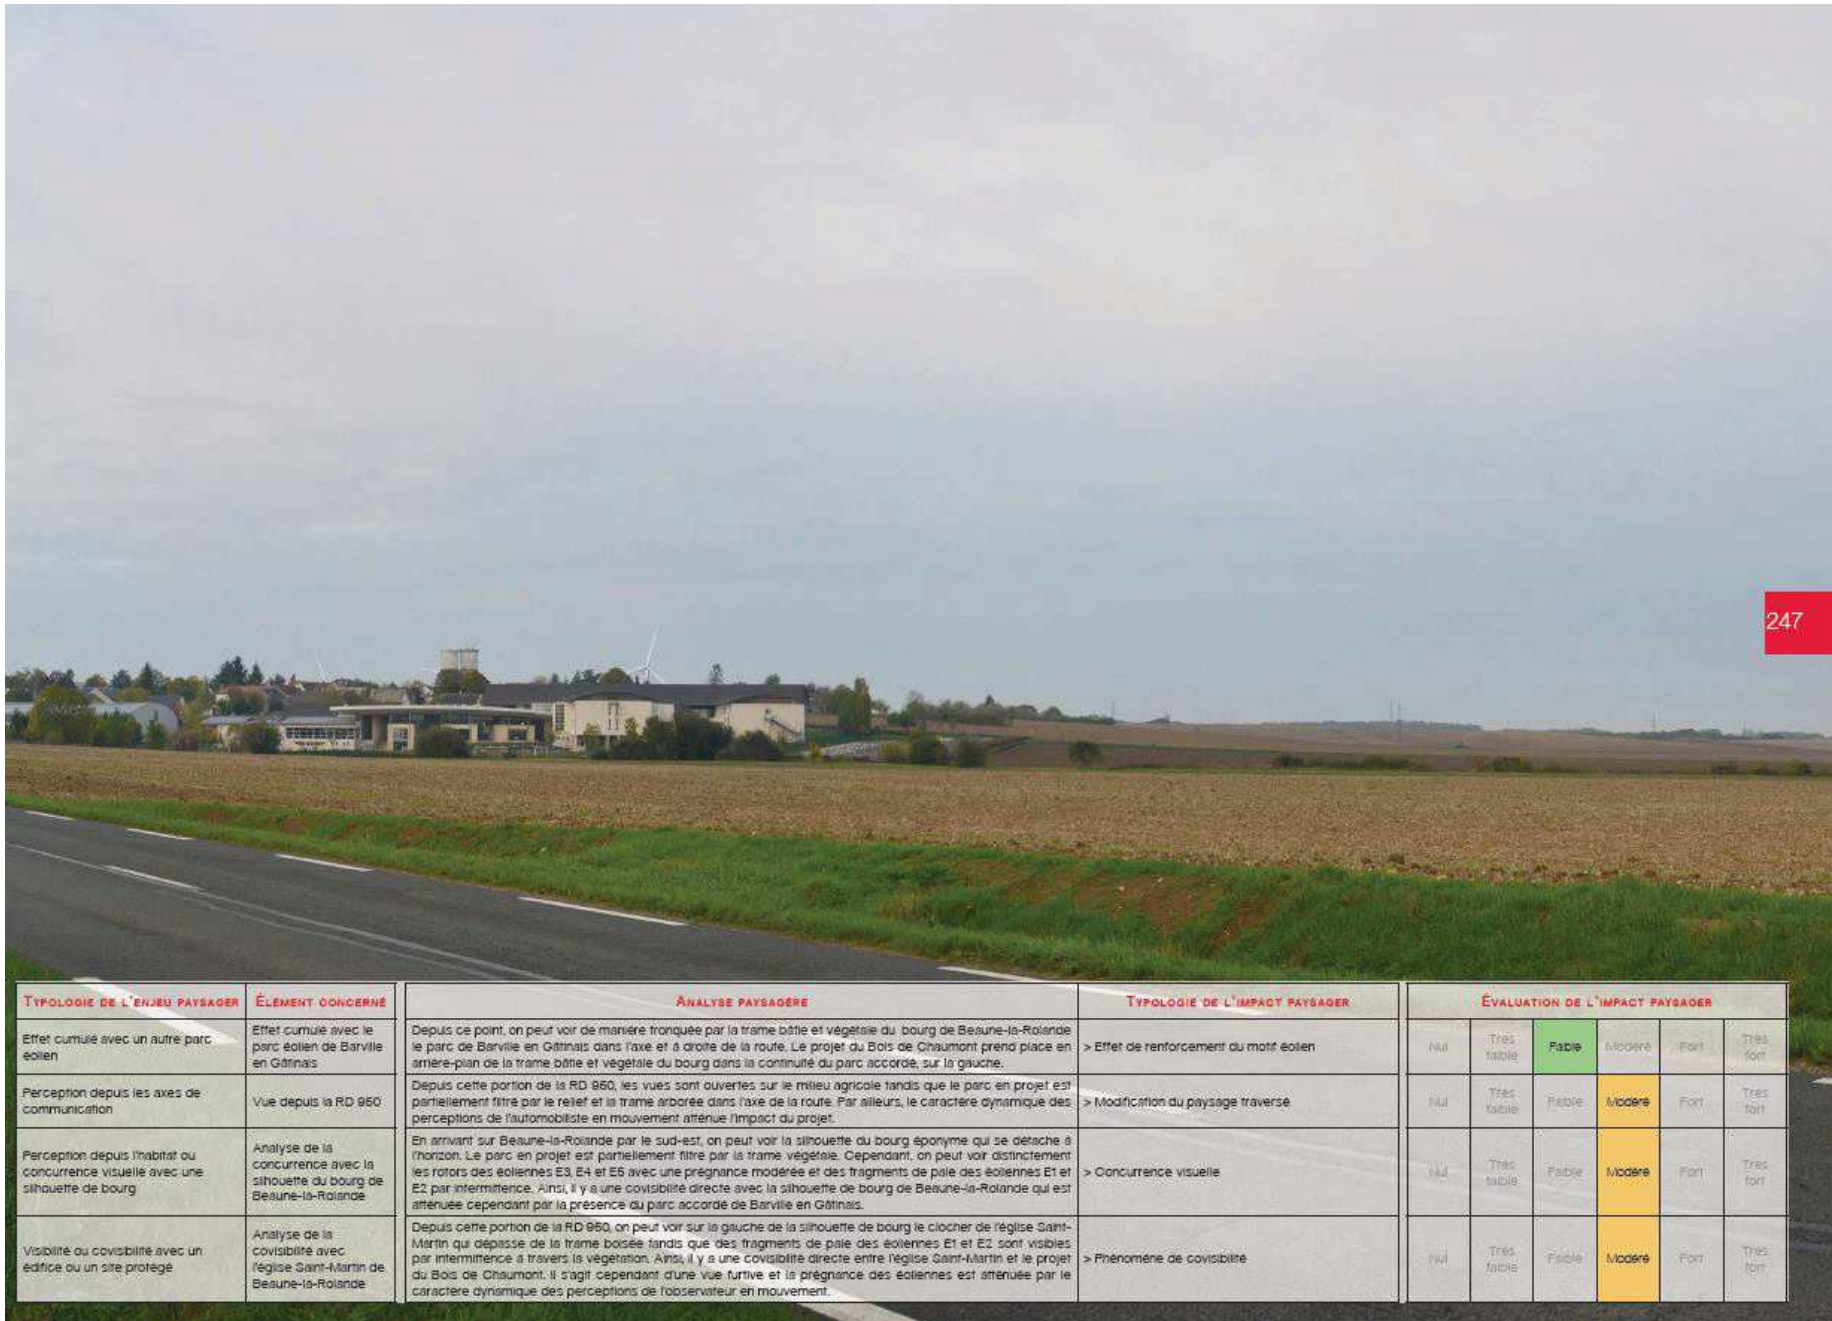 247
TYPOLOGIE DE L'ENJEU PAYSAGER
ÉLÉMENT CONCERNÉ
ANALYSE PAYSAGÈRE
TYPOLOGIE DE L'IMPACT PAYSAGER
ÉVALUATION DE L'IMPACT PAYSAGER
Effet cumulé avec un autre parc
éolien
Effet cumulé avec le
parc éolien de Barville
en Gâtinais
Depuis ce point, on peut voir de manière tronquée par la trame bâtie et végétale du bourg de Beaune-la-Rolande
le parc de Barville en Gâtinais dans l'axe et à droite de la route. Le projet du Bois de Chaumont prend place en
arrière-plan de la trame bâtie et végétale du bourg dans la continuité du parc accordé, sur la gauche.
> Effet de renforcement du motif éolien
Nul
Très
faible
Faible
Modéré
Fort
Très
fort
Perception depuis les axes de
communication
Vue depuis la RD 950
Depuis cette portion de la RD 950, les vues sont ouvertes sur le milieu agricole tandis que le parc en projet est
partiellement filtré par le relief et la trame arborée dans l'axe de la route. Par ailleurs, le caractère dynamique des
perceptions de l'automobiliste en mouvement atténue l'impact du projet.
> Modification du paysage traversé
Nul
Très
faible
Faible
Modéré
Fort
Très
fort
Perception depuis l'habitat ou
concurrence visuelle avec une
silhouette de bourg
Analyse de la
concurrence avec la
silhouette du bourg de
Beaune-la-Rolande
En arrivant sur Beaune-la-Rolande par le sud-est, on peut voir la silhouette du bourg éponyme qui se détache à
l'horizon. Le parc en projet est partiellement filtré par la trame végétale. Cependant, on peut voir distinctement
les rotors des éoliennes E3, E4 et E5 avec une prégnance modérée et des fragments de pale des éoliennes E1 et
E2 par intermittence. Ainsi, il y a une covisibilité directe avec la silhouette de bourg de Beaune-la-Rolande qui est
atténuée cependant par la présence du parc accordé de Barville en Gâtinais.
> Concurrence visuelle
Nul
Très
faible
Faible
Modéré
Fort
Très
fort
Visibilité ou covisibilité avec un
édifice ou un site protégé
Analyse de la
covisibilité avec
l'église Saint-Martin de
Beaune-la-Rolande
Depuis cette portion de la RD 950, on peut voir sur la gauche de la silhouette de bourg le clocher de l'église Saint-
Martin qui dépasse de la trame boisée tandis que des fragments de pale des éoliennes E1 et E2 sont visibles
par intermittence à travers la végétation. Ainsi, il y a une covisibilité directe entre l'église Saint-Martin et le projet
du Bois de Chaumont. Il s'agit cependant d'une vue furtive et la prégnance des éoliennes est atténuée par le
caractère dynamique des perceptions de l'observateur en mouvement.
> Phénomène de covisibilité
Nul
Très
faible
Faible
Modéré
Fort
Très
fort